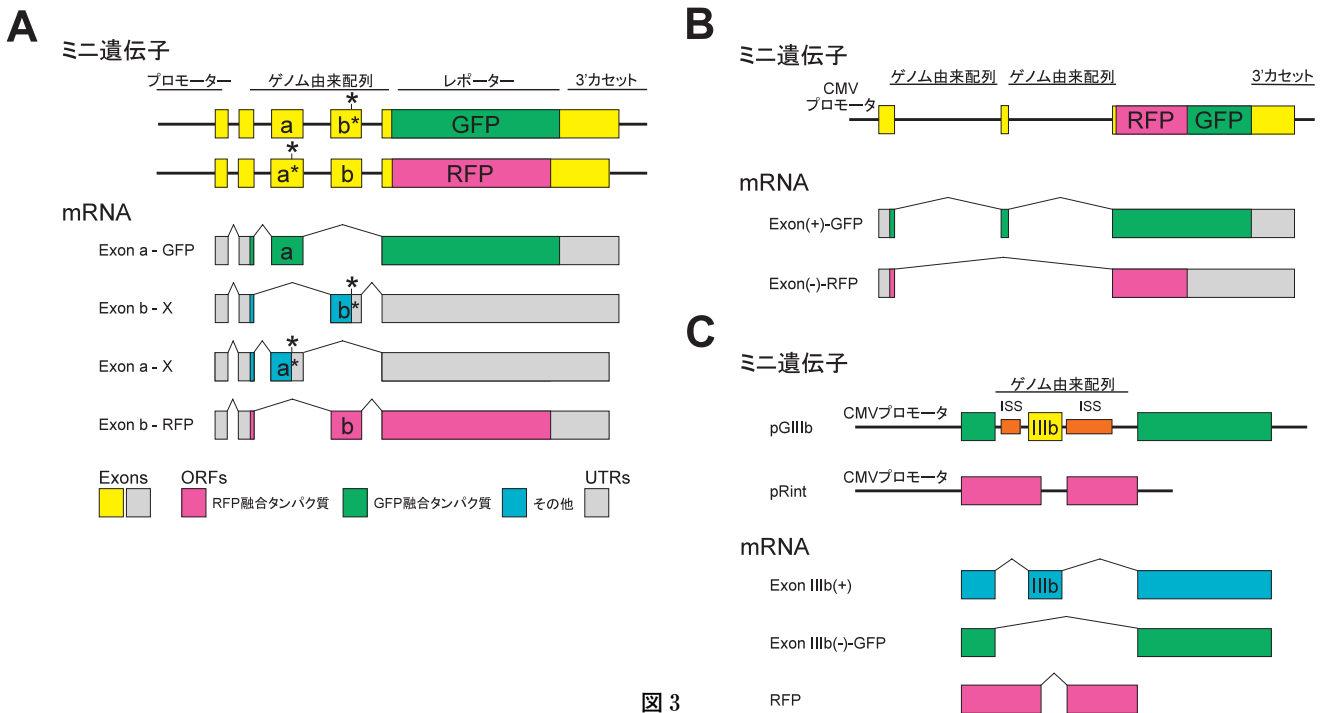 A
ミニ遺伝子
プロモーター ゲノム由来配列 レポーター 3'カセット
*
a b* GFP
*
a* b RFP
mRNA
Exon a - GFP a
*
Exon b - X b*
*
Exon a - X a*
Exon b - RFP b
Exons ORFs UTRs
RFP融合タンパク質 GFP融合タンパク質 その他
B
ミニ遺伝子
ゲノム由来配列 ゲノム由来配列 3'カセット
CMV
プロモータ
RFP GFP
mRNA
Exon(+)-GFP
Exon(-)-RFP
C
ミニ遺伝子
ゲノム由来配列
CMVプロモータ ISS ISS
pGIIIb IIIb
CMVプロモータ
pRint
mRNA
Exon IIIb(+) IIIb
Exon IIIb(-)-GFP
RFP
図 3